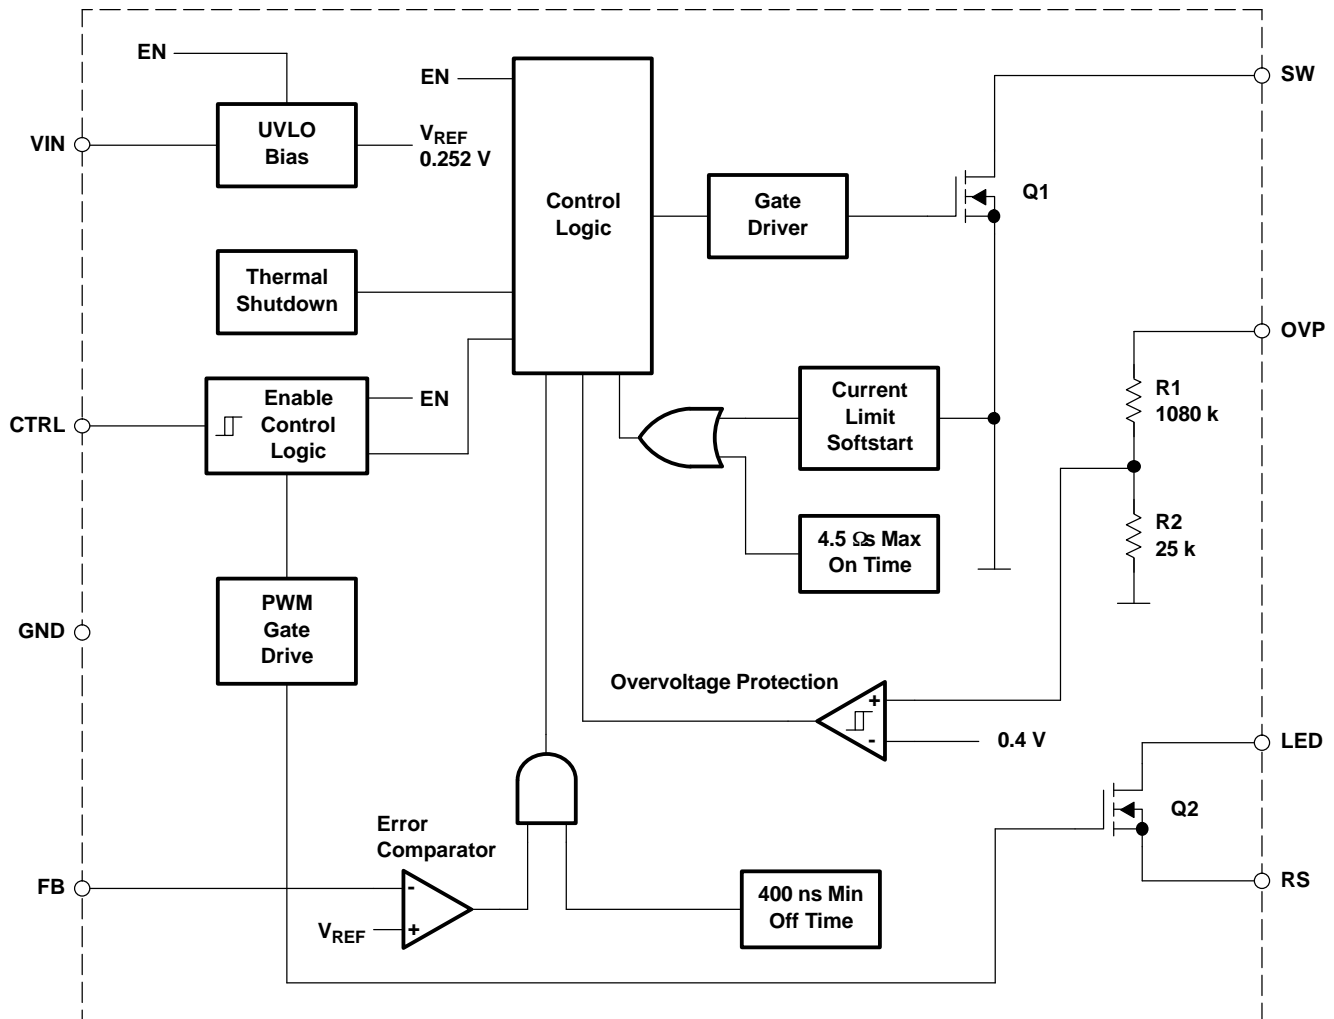 EN
SW
EN
VIN
UVLO
Bias
VREF
0.252 V
Control
Logic
Gate
Driver
Q1
Thermal
Shutdown
OVP
R1
1080 k
CTRL
Enable
Control
Logic
EN
Current
Limit
Softstart
R2
25 k
4.5 Ωs Max
On Time
GND
PWM
Gate
Drive
Overvoltage Protection
+
-
0.4 V
LED
Q2
Error
Comparator
FB
-
+
VREF
400 ns Min
Off Time
RS